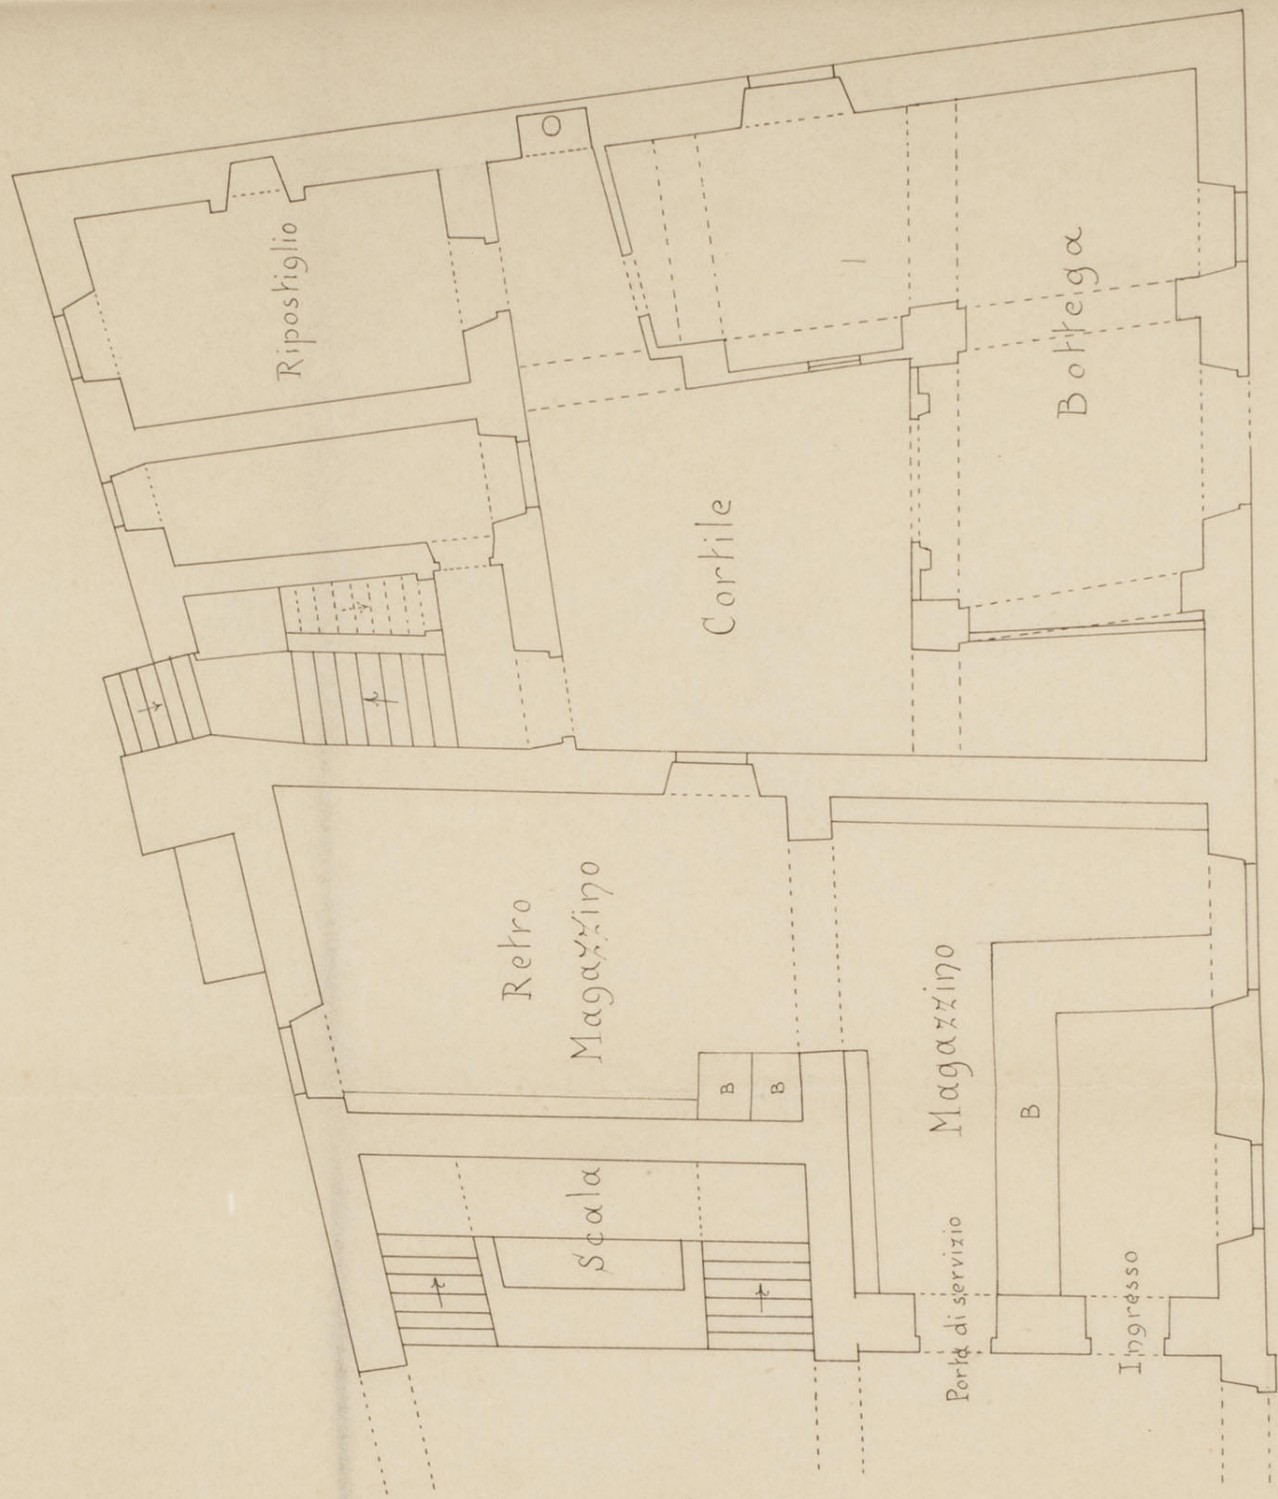 Ripostiglio
Bottega
Cortile
Retro
Magazzino
Magazzino
B
B
B
Scala
Porta di servizio
Ingresso